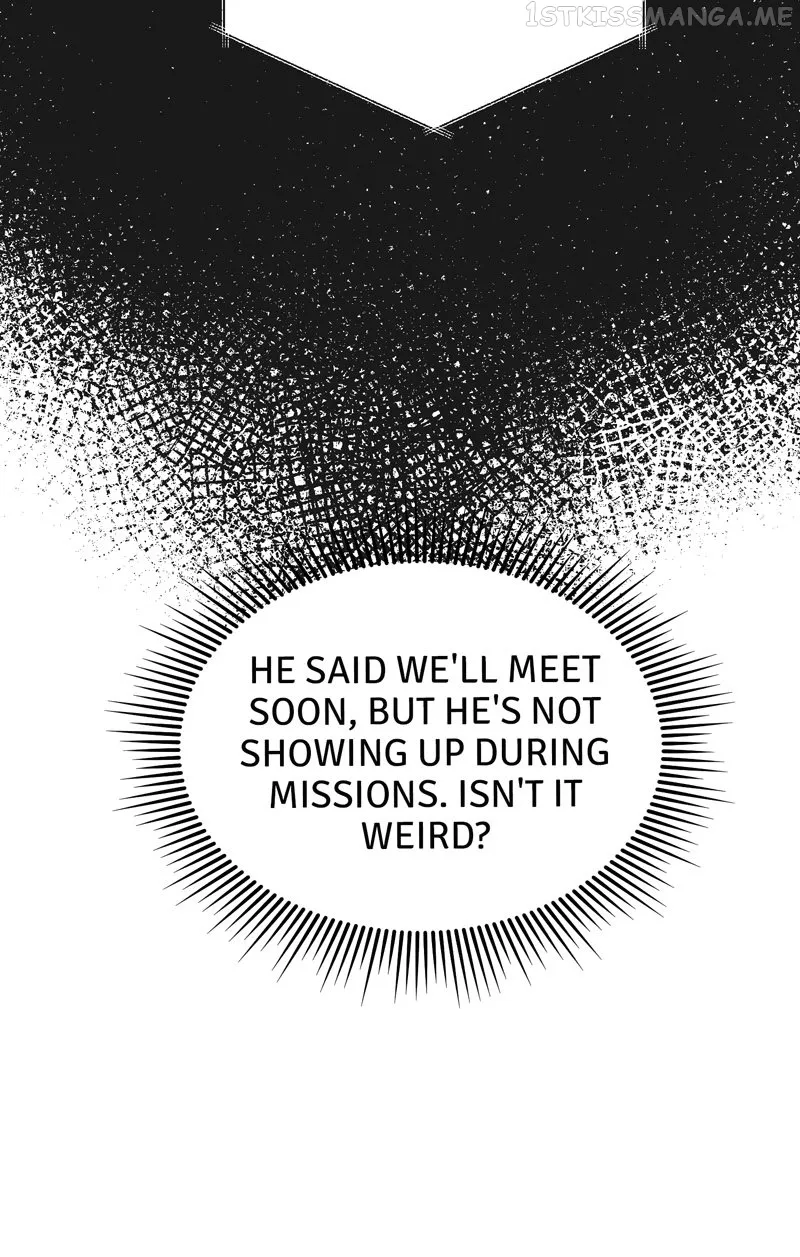 1STKISSMANGA.ME
HE SAID WE'LL MEET
SOON, BUT HE'S NOT
SHOWING UP DURING
MISSIONS. ISN'T IT
WEIRD?